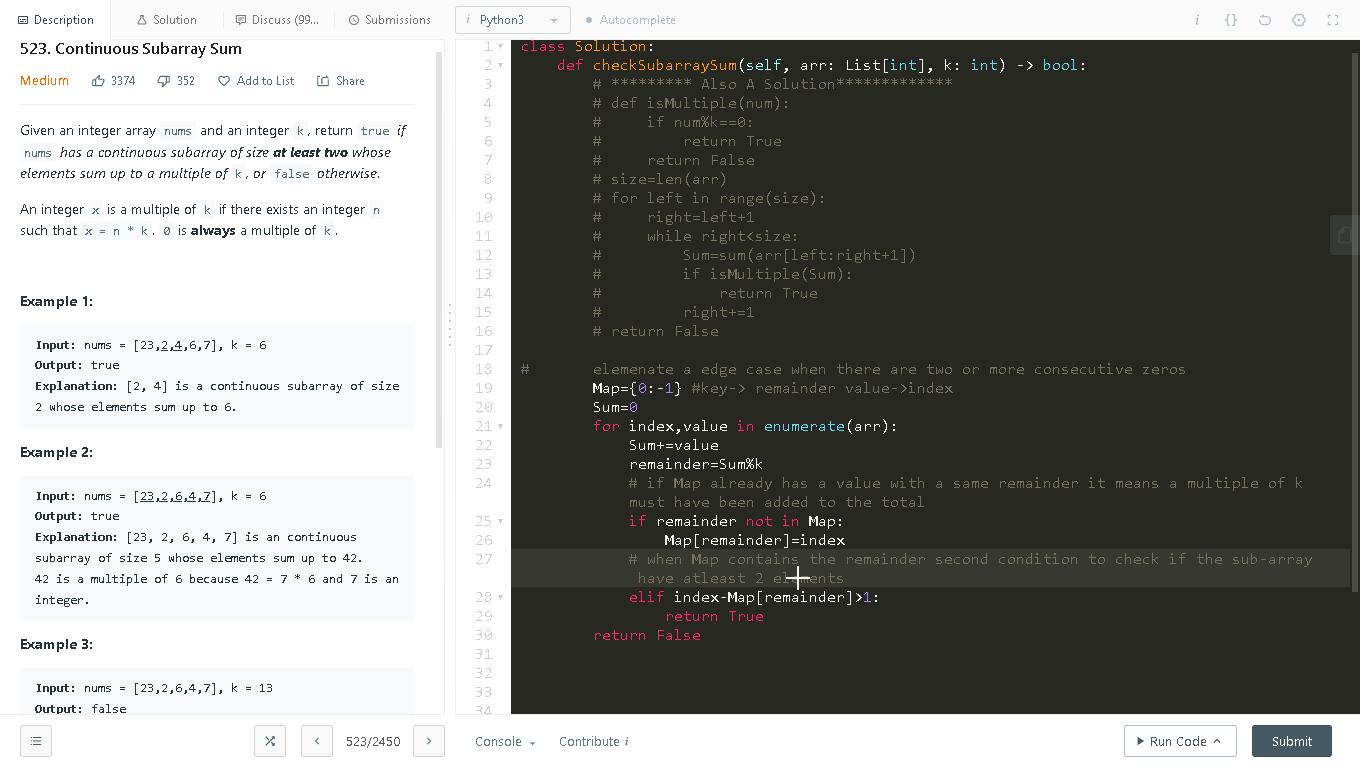 Description
Solution
Discuss (99...
Submissions
i Python3
Autocomplete
i {}
523. Continuous Subarray Sum
Medium 3374 352 Add to List Share
Given an integer array nums and an integer k, return true if
nums has a continuous subarray of size at least two whose
elements sum up to a multiple of k, or false otherwise.
An integer x is a multiple of k if there exists an integer n
such that x = n * k. 0 is always a multiple of k.
Example 1:
Input: nums = [23,2,4,6,7], k = 6
Output: true
Explanation: [2, 4] is a continuous subarray of size
2 whose elements sum up to 6.
Example 2:
Input: nums = [23,2,6,4,7], k = 6
Output: true
Explanation: [23, 2, 6, 4, 7] is an continuous
subarray of size 5 whose elements sum up to 42.
42 is a multiple of 6 because 42 = 7 * 6 and 7 is an
integer.
Example 3:
Input: nums = [23,2,6,4,7], k = 13
Output: false
1 class Solution:
2 def checkSubarraySum(self, arr: List[int], k: int) -> bool:
3 # ********* Also A Solution*************
4 # def isMultiple(num):
5 # if num%k==0:
6 # return True
7 # return False
8 # size=len(arr)
9 # for left in range(size):
10 # right=left+1
11 # while right<size:
12 # Sum=sum(arr[left:right+1])
13 # if isMultiple(Sum):
14 # return True
15 # right+=1
16 # return False
17
18 # elemenate a edge case when there are two or more consecutive zeros
19 Map={0:-1} #key-> remainder value->index
20 Sum=0
21 for index,value in enumerate(arr):
22 Sum+=value
23 remainder=Sum%k
24 # if Map already has a value with a same remainder it means a multiple of k
must have been added to the total
25 if remainder not in Map:
26 Map[remainder]=index
27 # when Map contains the remainder second condition to check if the sub-array
have atleast 2 elements
28 elif index-Map[remainder]>1:
29 return True
30 return False
31
32
33
34
523/2450
Console
Contribute i
Run Code
Submit